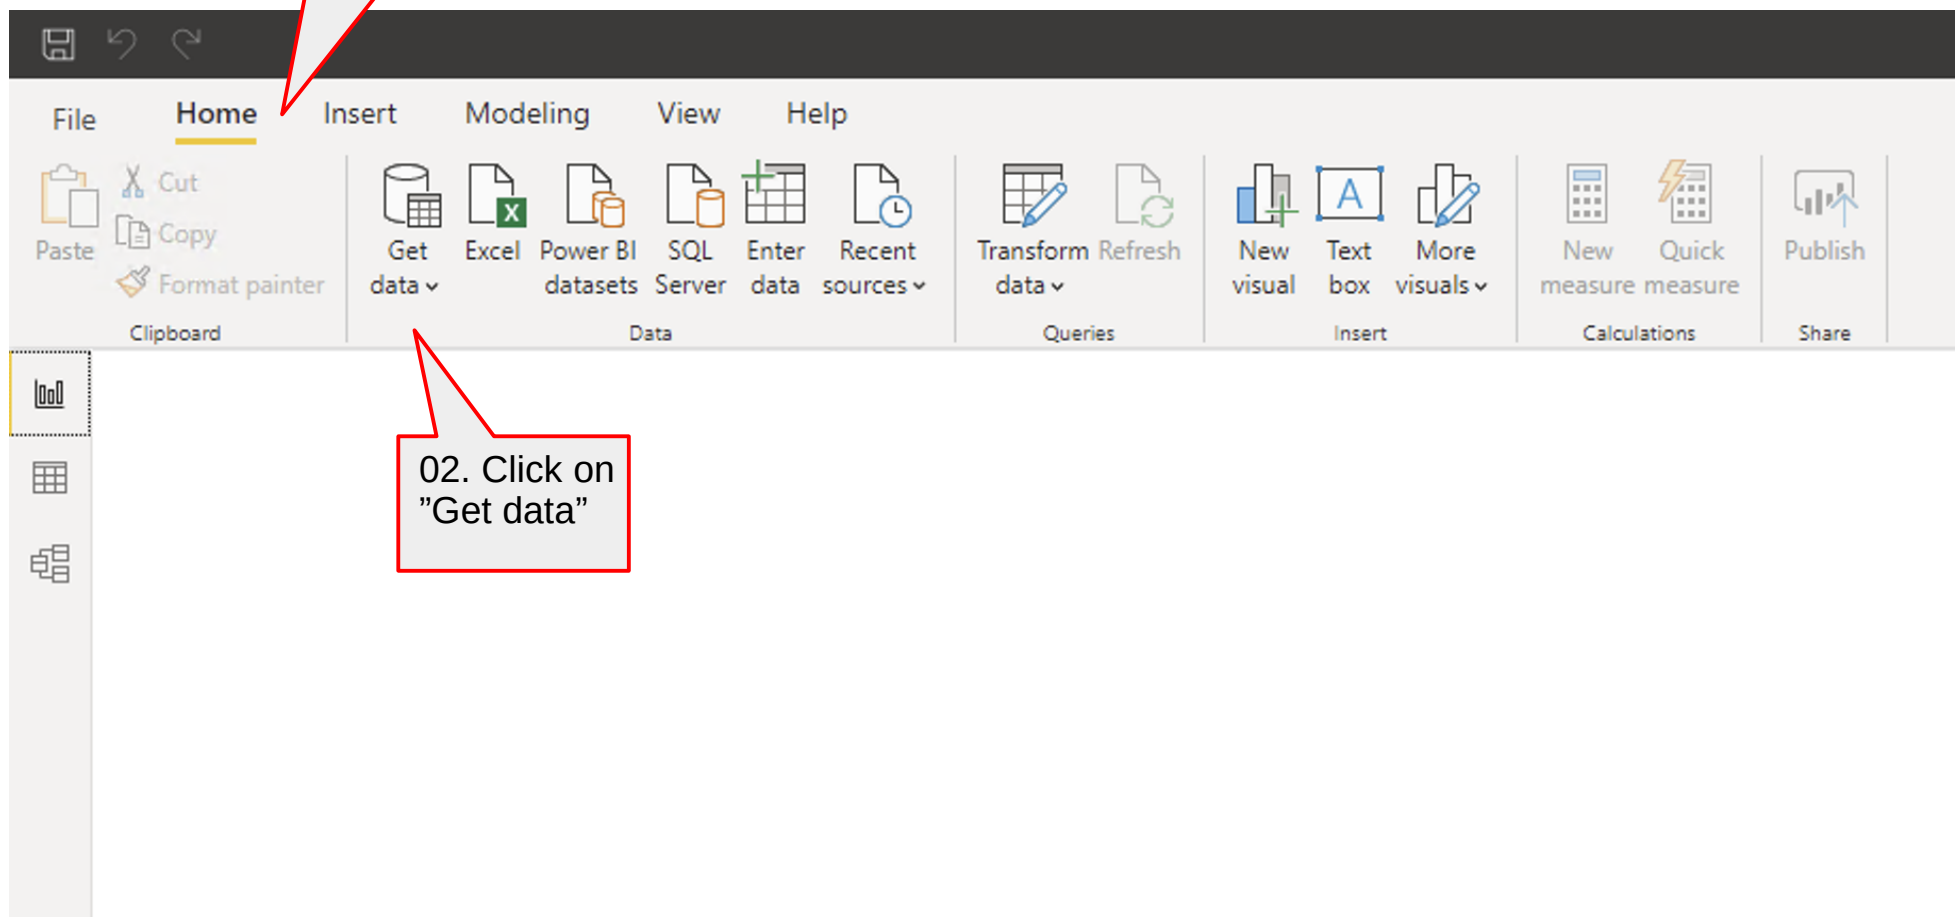 File Home Insert Modeling View Help
Paste
Cut
Copy
Format painter
Clipboard
Get
data
Excel
Power BI
datasets
SQL
Server
Enter
data
Recent
sources
Data
Transform
data
Refresh
Queries
New
visual
Text
box
More
visuals
Insert
New
measure
Quick
measure
Calculations
Publish
Share
02. Click on
”Get data”